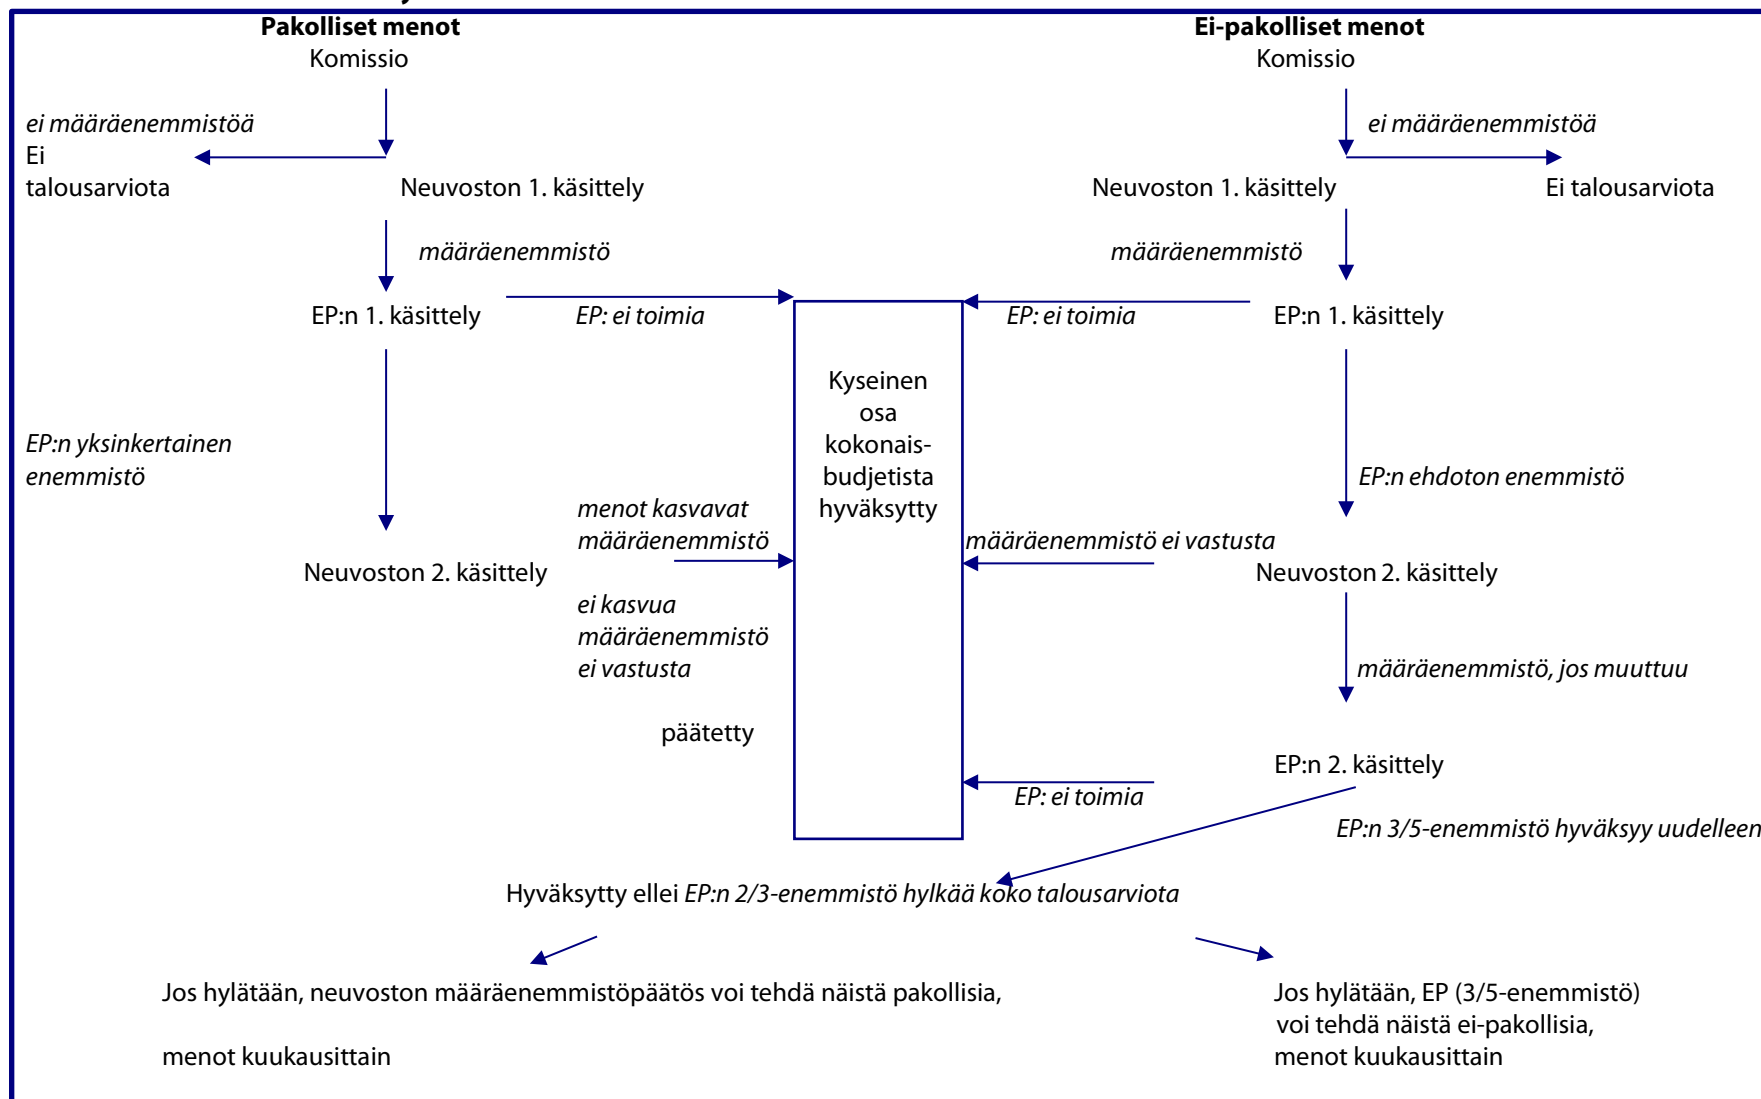 Pakolliset menot
Ei-pakolliset menot
Komissio
Komissio
ei määräenemmistöä
ei määräenemmistöä
Ei
talousarviota
Neuvoston 1. käsittely
Neuvoston 1. käsittely
Ei talousarviota
määräenemmistö
määräenemmistö
EP:n 1. käsittely
EP: ei toimia
EP: ei toimia
EP:n 1. käsittely
Kyseinen
osa
kokonais-
budjetista
hyväksytty
EP:n yksinkertainen
enemmistö
EP:n ehdoton enemmistö
menot kasvavat
määräenemmistö
määräenemmistö ei vastusta
Neuvoston 2. käsittely
Neuvoston 2. käsittely
ei kasvua
määräenemmistö
ei vastusta
määräenemmistö, jos muuttuu
päätetty
EP:n 2. käsittely
EP: ei toimia
EP:n 3/5-enemmistö hyväksyy uudelleen
Hyväksytty ellei EP:n 2/3-enemmistö hylkää koko talousarviota
Jos hylätään, neuvoston määräenemmistöpäätös voi tehdä näistä pakollisia,
menot kuukausittain
Jos hylätään, EP (3/5-enemmistö)
voi tehdä näistä ei-pakollisia,
menot kuukausittain